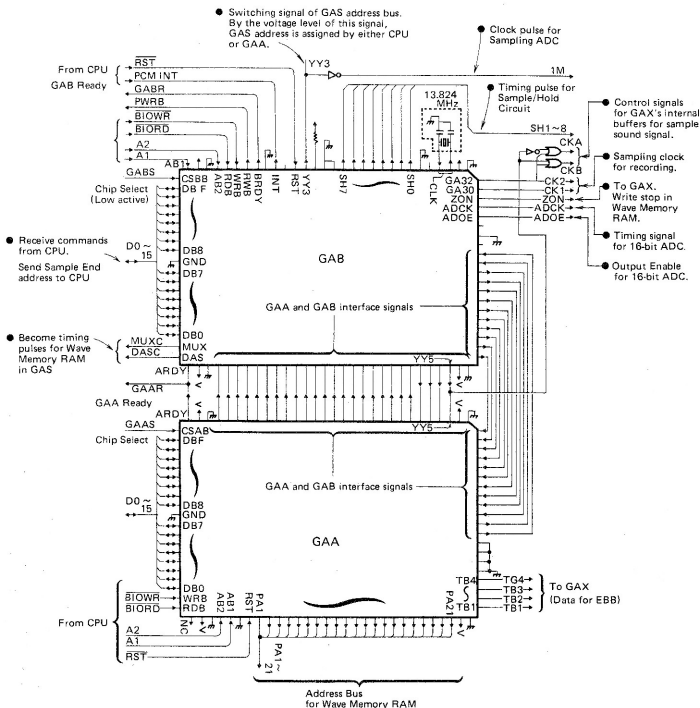 ● Switching signal of GAS address bus.
By the voltage level of this signal,
GAS address is assigned by either CPU
or GAA.
● Clock pulse for
Sampling ADC
YY3
1M
From CPU
RST
PCM INT
GAB Ready
GABR
PWRB
BIOWR
BIORD
A2
A1
AB1
13.824
MHz
● Timing pulse for
Sample/Hold
Circuit
SH1~8
● Control signals
for GAX's internal
buffers for sample
sound signal.
CKA
CKB
● Sampling clock
for recording.
GABS
Chip Select
(Low active)
CSBB
DB F
AB2
RDB
WRB
RWB
BRDY
INT
RST
YY3
SH7
SH0
CLK
GA32
GA30
ZON
ADCK
ADOE
CK2
CK1
ZON
ADCK
ADOE
● To GAX.
Write stop in
Wave Memory
RAM.
● Timing signal
for 16-bit ADC.
● Output Enable
for 16-bit ADC.
● Receive commands
from CPU.
Send Sample End
address to CPU
D0~
15
DB8
GND
DB7
DB0
GAB
GAA and GAB interface signals
● Become timing
pulses for Wave
Memory RAM
in GAS
MUXC
DASC
MUX
DAS
ARDY
V
YY5
V
GAAR
GAA Ready
ARDY
V
YY5
V
GAAS
Chip Select
CSAB
DBF
D0~
15
DB8
GND
DB7
DB0
GAA and GAB interface signals
GAA
From CPU
BIOWR
BIORD
WRB
RDB
A2
A1
RST
NC
V
AB2
AB1
RST
PA1
PA21
V
TB4
TB1
TG4
TB3
TB2
TB1
To GAX
(Data for EBB)
PA1~
21
Address Bus
for Wave Memory RAM